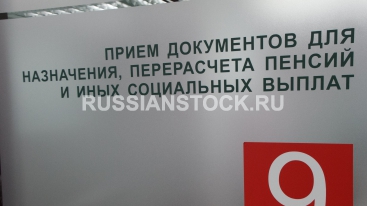 ПРИЕМ ДОКУМЕНТОВ ДЛЯ
НАЗНАЧЕНИЯ, ПЕРЕРАСЧЕТА ПЕНСИЙ
И ИНЫХ СОЦИАЛЬНЫХ ВЫПЛАТ
RUSSIANSTOCK.RU
9